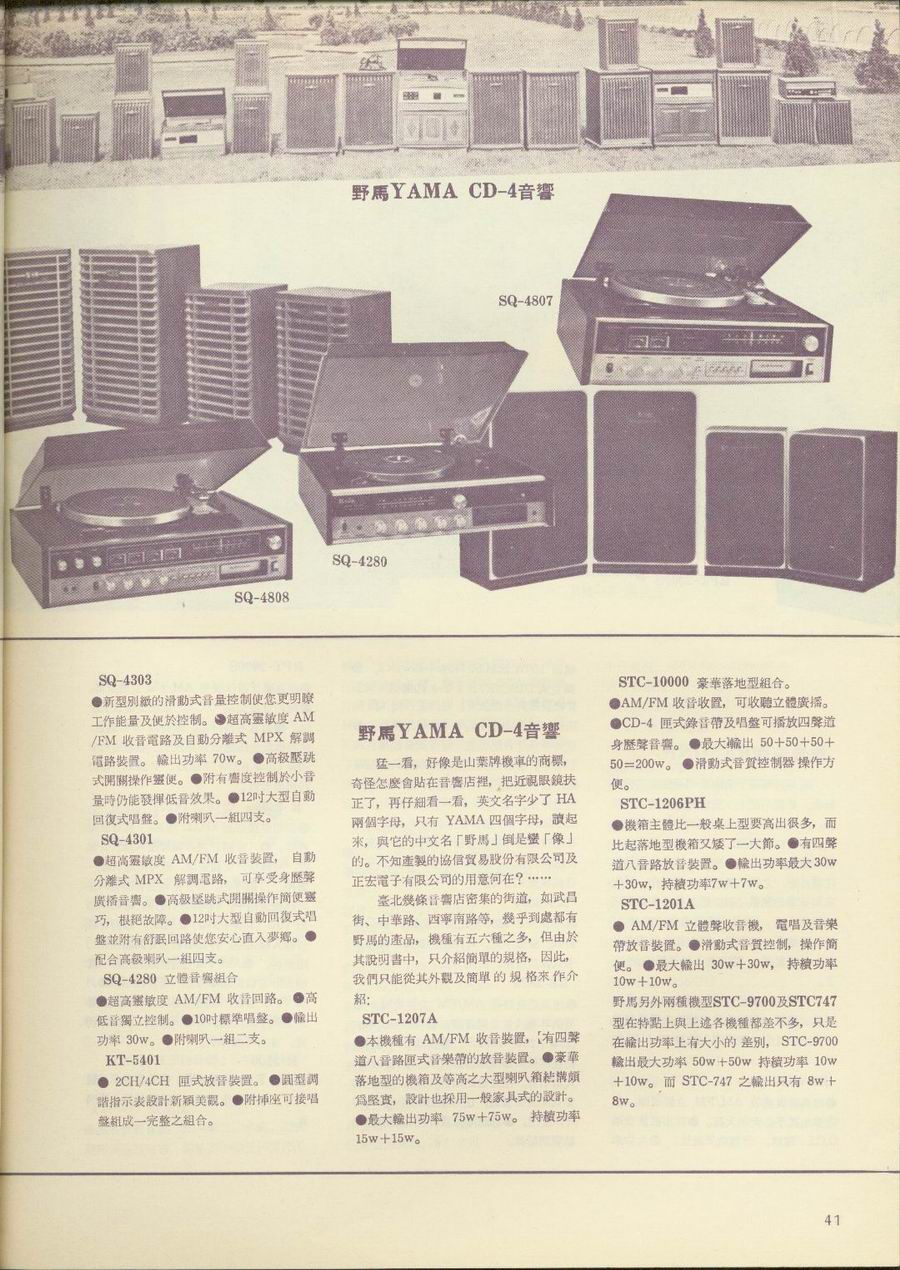 野馬YAMA CD-4音響
SQ-4807
SQ-4280
SQ-4808
SQ-4303
●新型別緻的滑動式音量控制使您更明瞭
工作能量及便於控制。●超高靈敏度 AM
/FM 收音電路及自動分離式 MPX 解調
電路裝置。 輸出功率 70w。 ●高級壓跳
式開關操作靈便。●附有響度控制於小音
量時仍能發揮低音效果。●12吋大型自動
回復式唱盤。●附喇叭一組四支。
SQ-4301
●超高靈敏度 AM/FM 收音裝置, 自動
分離式 MPX 解調電路, 可享受身歷聲
廣播音響。●高級壓跳式開關操作簡便靈
巧,根絕故障。●12吋大型自動回復式唱
盤並附有舒眠回路使您安心直入夢鄉。●
配合高級喇叭一組四支。
SQ-4280 立體音響組合
●超高靈敏度 AM/FM 收音回路。 ●高
低音獨立控制。●10吋標準唱盤。●輸出
功率 30w。●附喇叭一組二支。
KT-5401
● 2CH/4CH 匣式放音裝置。 ●圓型調
諧指示表設計新穎美觀。●附揷座可接唱
盤組成一完整之組合。
野馬YAMA CD-4音響
猛一看,好像是山葉牌機車的商標,
奇怪怎麼會貼在音響店裡,把近視眼鏡扶
正了,再仔細看一看,英文名字少了 HA
兩個字母,只有 YAMA 四個字母,讀起
來,與它的中文名「野馬」倒是蠻「像」
的。不知產製的協信貿易股份有限公司及
正宏電子有限公司的用意何在?……
臺北幾條音響店密集的街道,如武昌
街、中華路、西寧南路等,幾乎到處都有
野馬的產品,機種有五六種之多,但由於
其說明書中,只介紹簡單的規格,因此,
我們只能從其外觀及簡單的 規 格來 作介
紹:
STC-1207A
●本機種有 AM/FM 收音裝置,【有四聲
道八音路匣式音樂帶的放音裝置。●豪華
落地型的機箱及等高之大型喇叭箱結構頗
爲堅實,設計也採用一般家具式的設計。
●最大輸出功率 75w+75w。 持續功率
15w+15w。
STC-10000 豪華落地型組合。
●AM/FM 收音收置,可收聽立體廣播。
●CD-4 匣式錄音帶及唱盤可播放四聲道
身歷聲音響。 ●最大輸出 50+50+50+
50=200w。 ●滑動式音質控制器 操作方
便。
STC-1206PH
●機箱主體比一般桌上型要高出很多, 而
比起落地型機箱又矮了一大節。●有四聲
道八音路放音裝置。●輸出功率最大30w
+30w,持續功率7w+7w。
STC-1201A
● AM/FM 立體聲收音機, 電唱及音樂
帶放音裝置。●滑動式音質控制,操作簡
便。 ●最大輸出 30w+30w, 持續功率
10w+10w。
野馬另外兩種機型STC-9700及STC747
型在特點上與上述各機種都差不多,只是
在輸出功率上有大小的 差別, STC-9700
輸出最大功率 50w+50w 持續功率 10w
+10w。而 STC-747 之輸出只有 8w+
8w。
41